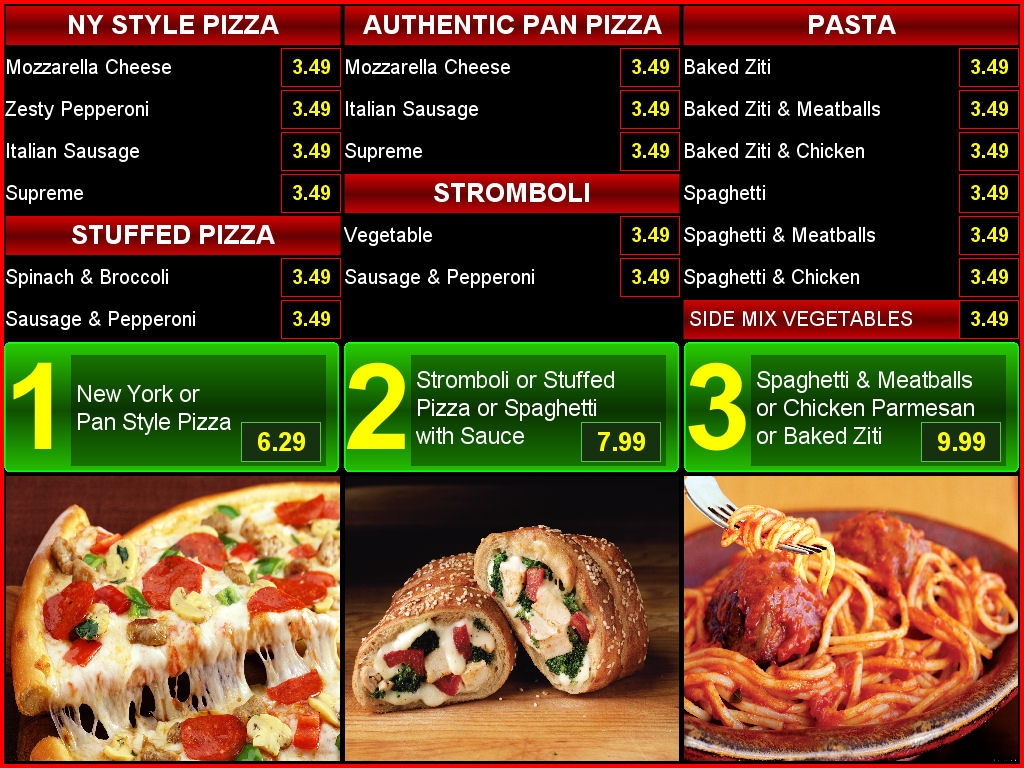 NY STYLE PIZZA
Mozzarella Cheese 3.49
Zesty Pepperoni 3.49
Italian Sausage 3.49
Supreme 3.49
STUFFED PIZZA
Spinach & Broccoli 3.49
Sausage & Pepperoni 3.49
AUTHENTIC PAN PIZZA
Mozzarella Cheese 3.49
Italian Sausage 3.49
Supreme 3.49
STROMBOLI
Vegetable 3.49
Sausage & Pepperoni 3.49
PASTA
Baked Ziti 3.49
Baked Ziti & Meatballs 3.49
Baked Ziti & Chicken 3.49
Spaghetti 3.49
Spaghetti & Meatballs 3.49
Spaghetti & Chicken 3.49
SIDE MIX VEGETABLES 3.49
1
New York or
Pan Style Pizza
6.29
2
Stromboli or Stuffed
Pizza or Spaghetti
with Sauce
7.99
3
Spaghetti & Meatballs
or Chicken Parmesan
or Baked Ziti
9.99